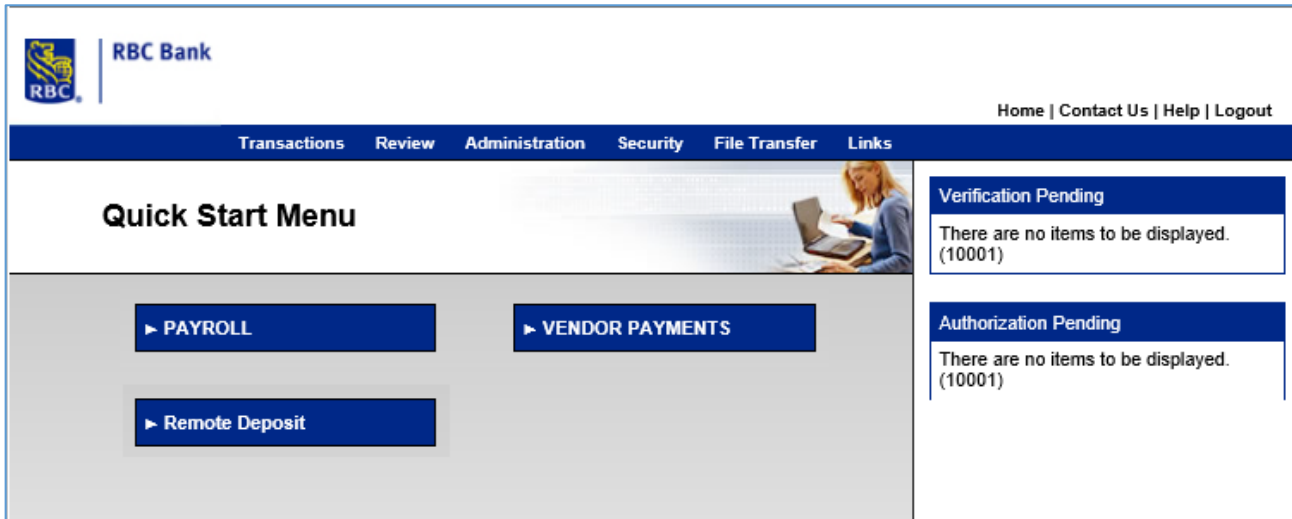 RBC Bank
RBC®
Home | Contact Us | Help | Logout
Transactions Review Administration Security File Transfer Links
Quick Start Menu
► PAYROLL
► VENDOR PAYMENTS
► Remote Deposit
Verification Pending
There are no items to be displayed.
(10001)
Authorization Pending
There are no items to be displayed.
(10001)